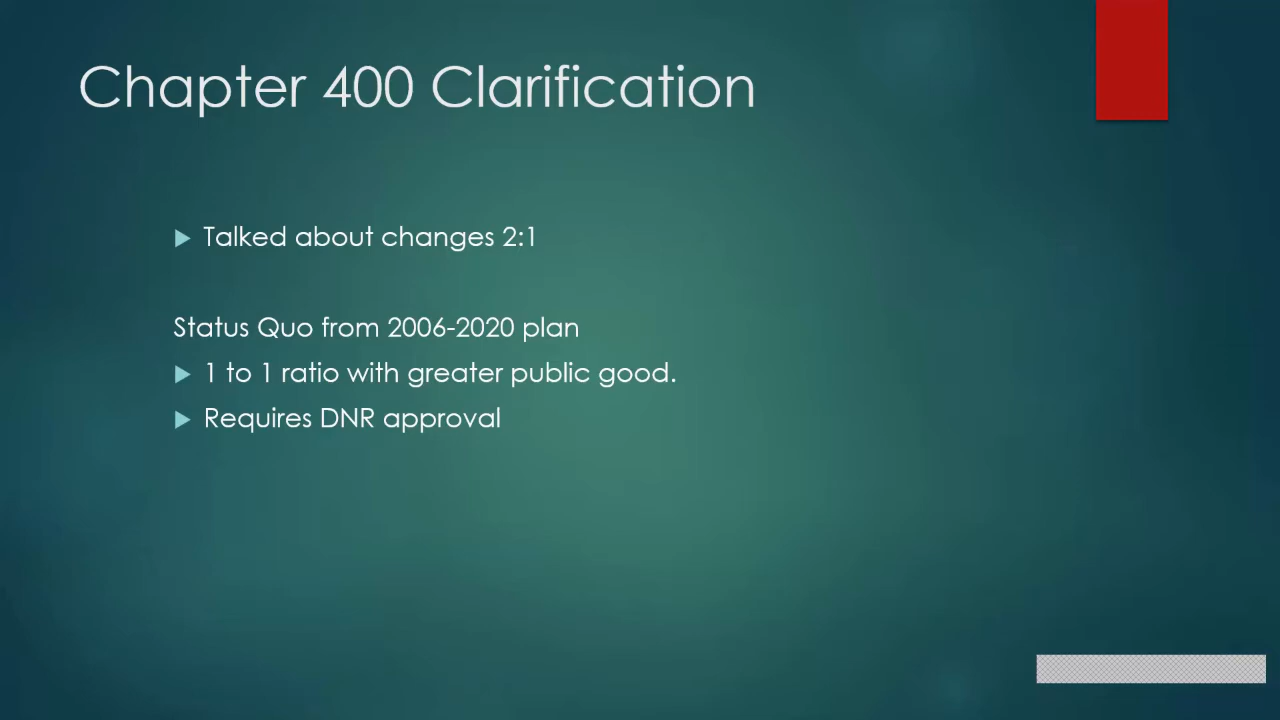 Chapter 400 Clarification
Talked about changes 2:1
Status Quo from 2006-2020 plan
1 to 1 ratio with greater public good.
Requires DNR approval